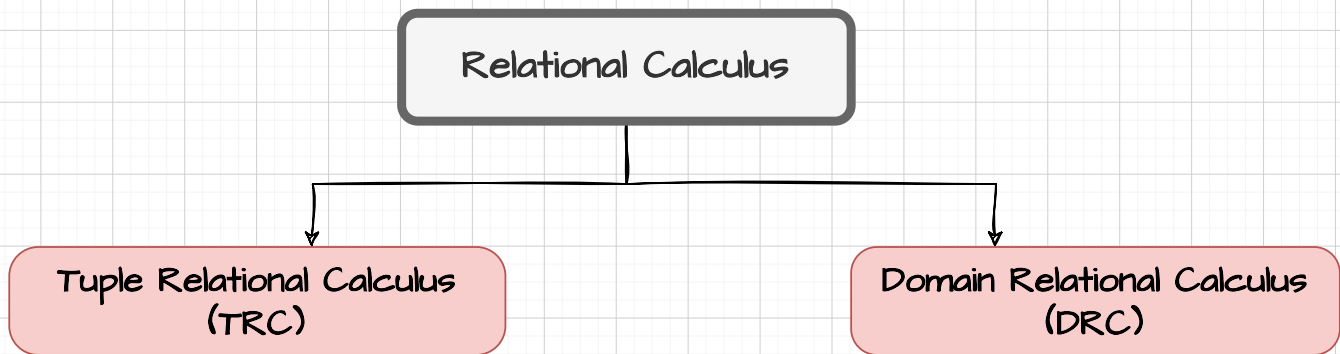 Relational Calculus
Tuple Relational Calculus
(TRC)
Domain Relational Calculus
(DRC)